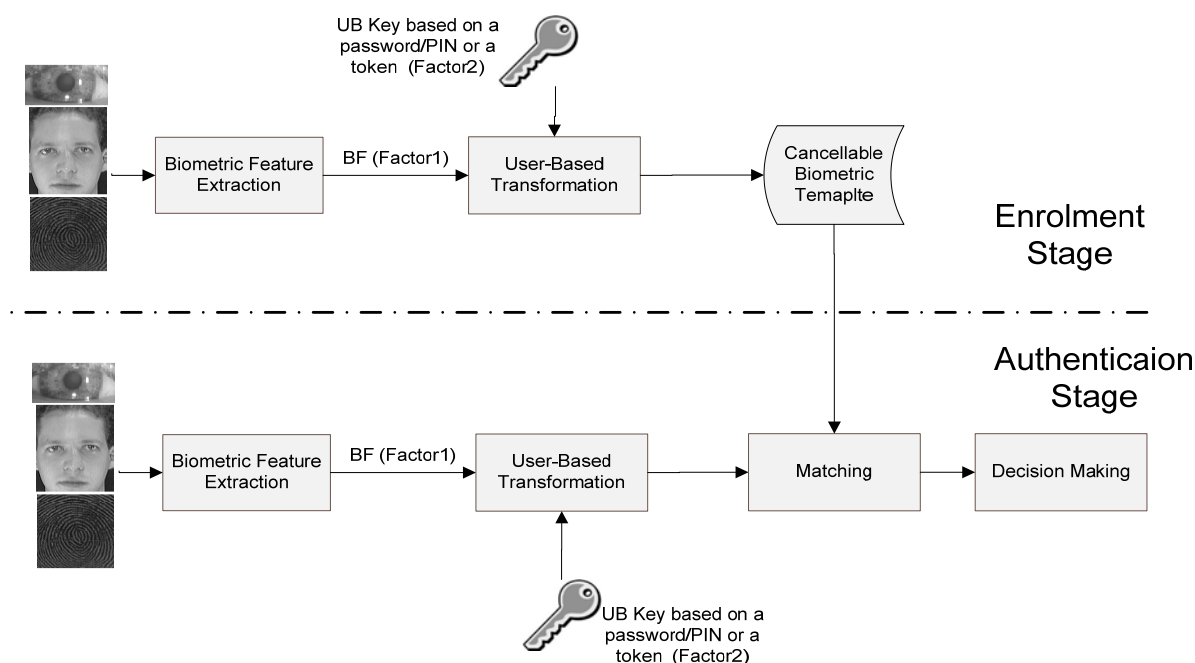 UB Key based on a
password/PIN or a
token (Factor2)
Biometric Feature
Extraction
BF (Factor1)
User-Based
Transformation
Cancellable
Biometric
Temaplte
Enrolment
Stage
Authenticaion
Stage
Biometric Feature
Extraction
BF (Factor1)
User-Based
Transformation
Matching
Decision Making
UB Key based on a
password/PIN or a
token (Factor2)